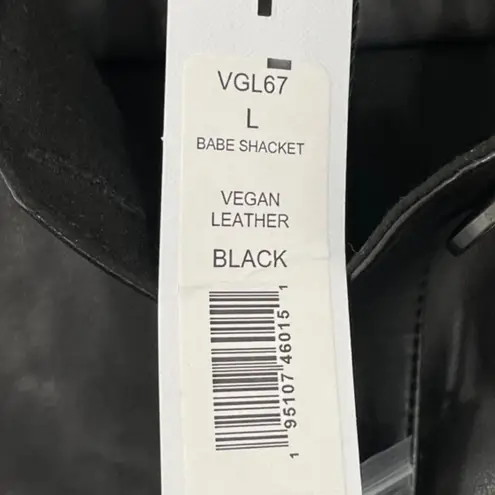 VGL67
L
BABE SHACKET
VEGAN
LEATHER
BLACK
1 95107 46015 1